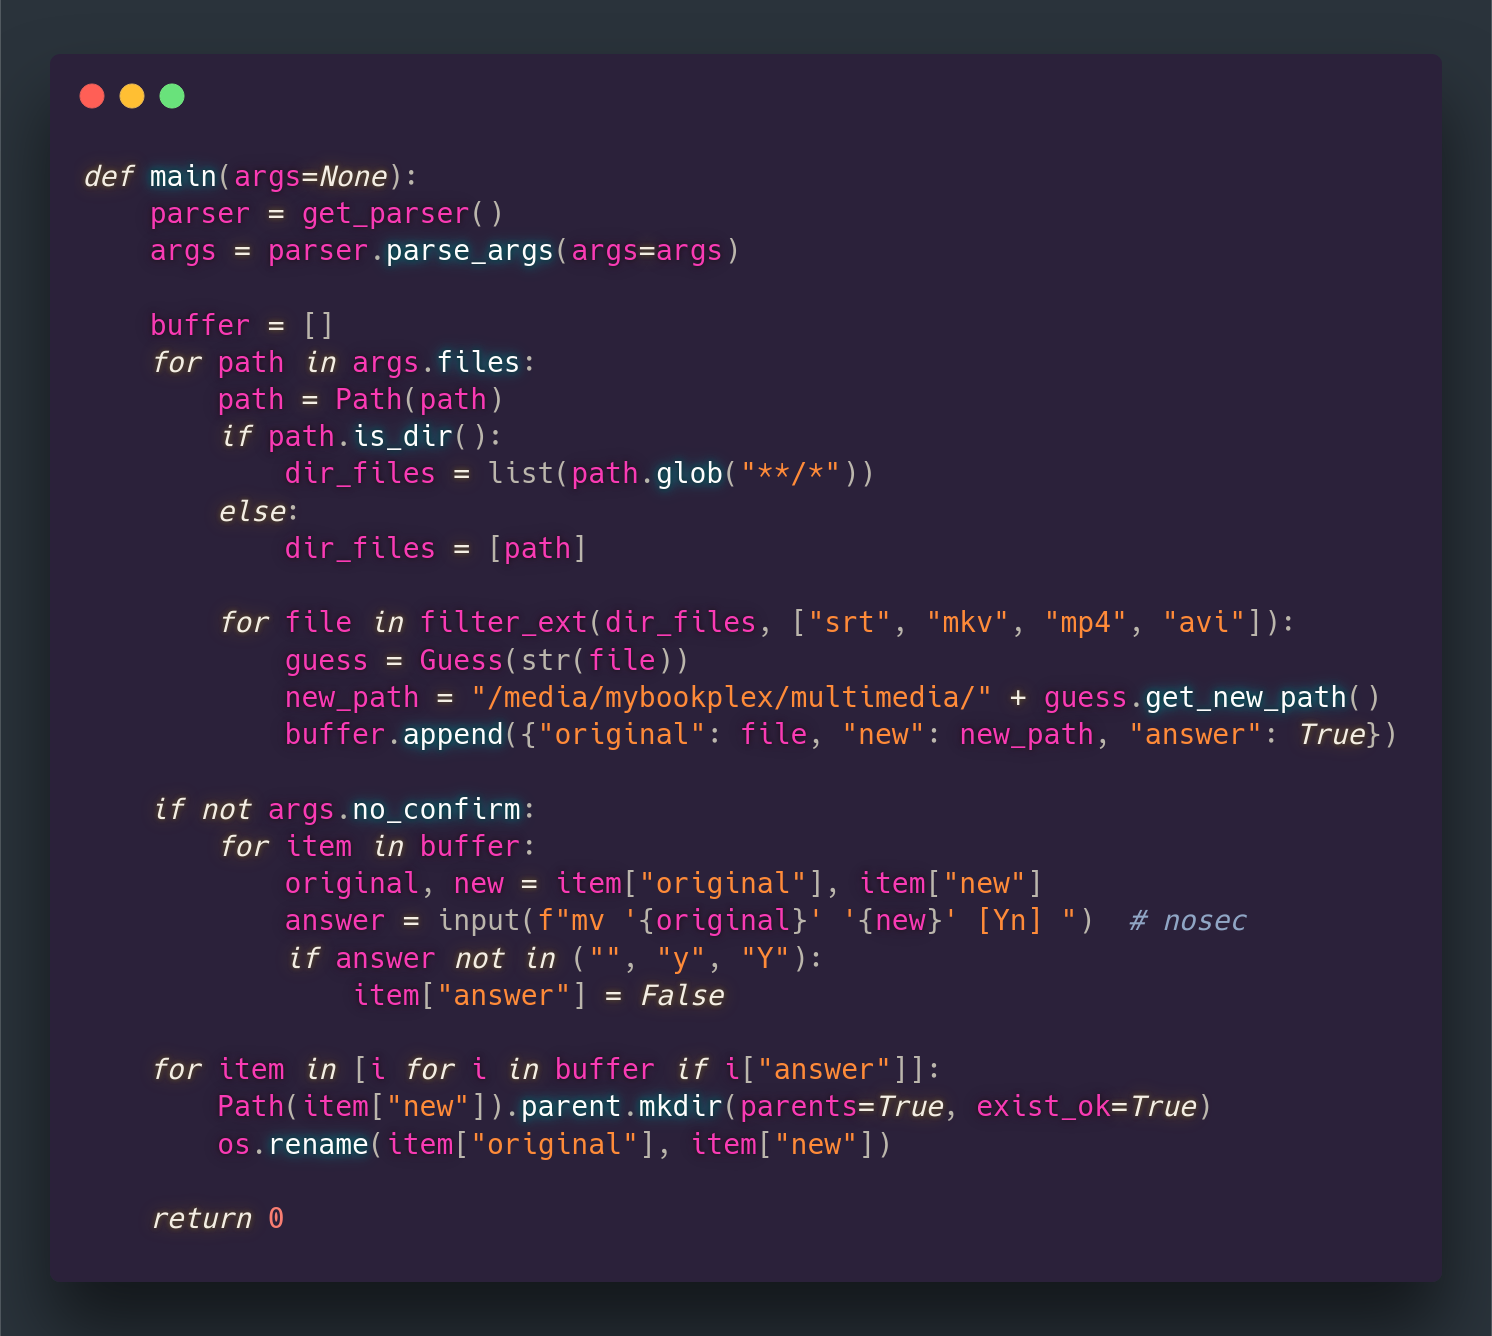 def main(args=None):
    parser = get_parser()
    args = parser.parse_args(args=args)

    buffer = []
    for path in args.files:
        path = Path(path)
        if path.is_dir():
            dir_files = list(path.glob("**/*"))
        else:
            dir_files = [path]

        for file in filter_ext(dir_files, ["srt", "mkv", "mp4", "avi"]):
            guess = Guess(str(file))
            new_path = "/media/mybookplex/multimedia/" + guess.get_new_path()
            buffer.append({"original": file, "new": new_path, "answer": True})

    if not args.no_confirm:
        for item in buffer:
            original, new = item["original"], item["new"]
            answer = input(f"mv '{original}' '{new}' [Yn] ")  # nosec
            if answer not in ("", "y", "Y"):
                item["answer"] = False

    for item in [i for i in buffer if i["answer"]]:
        Path(item["new"]).parent.mkdir(parents=True, exist_ok=True)
        os.rename(item["original"], item["new"])

    return 0